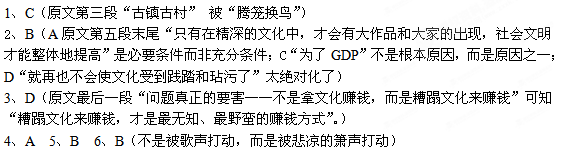 1、C（原文第三段“古镇古村” 被“腾笼换鸟”）
2、B（A原文第五段末尾“只有在精深的文化中，才会有大作品和大家的出现，社会文明
才能整体地提高”是必要条件而非充分条件；C“为了 GDP”不是根本原因，而是原因之一；
D“就再也不会使文化受到践踏和玷污了”太绝对化了）
3、D（原文最后一段“问题真正的要害——不是拿文化赚钱，而是糟蹋文化来赚钱”可知
“糟蹋文化来赚钱，才是最无知、最野蛮的赚钱方式”。）
4、A 5、B 6、B（不是被歌声打动，而是被悲凉的箫声打动）